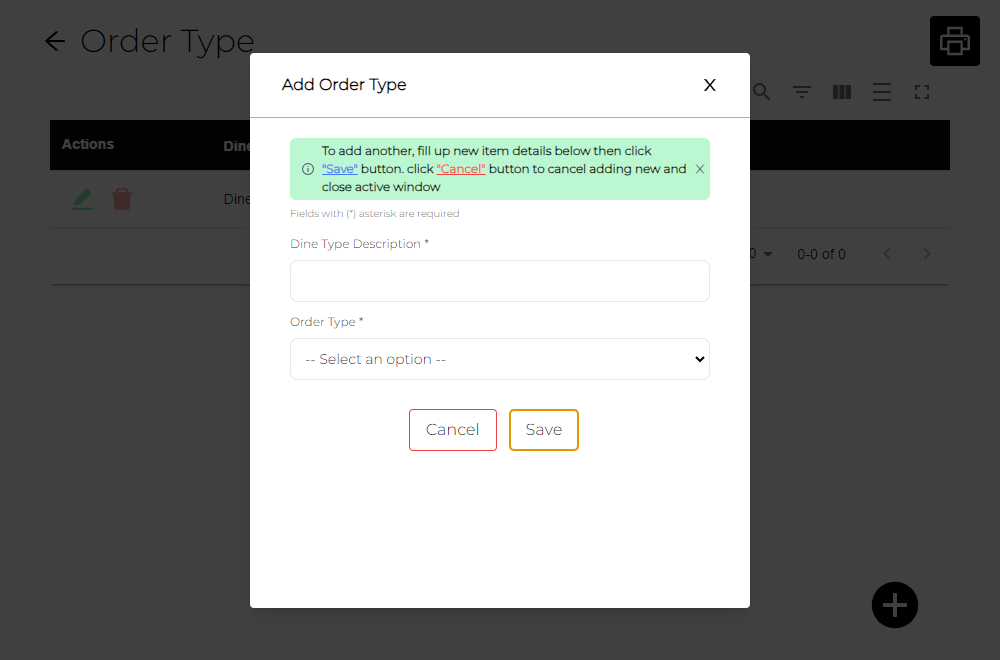 Order Type
Add Order Type
X
Actions
Dine
To add another, fill up new item details below then click
"Save" button. click "Cancel" button to cancel adding new and
close active window
Fields with (*) asterisk are required
Dine
Dine Type Description *
0-0 of 0
Order Type *
-- Select an option --
Cancel
Save